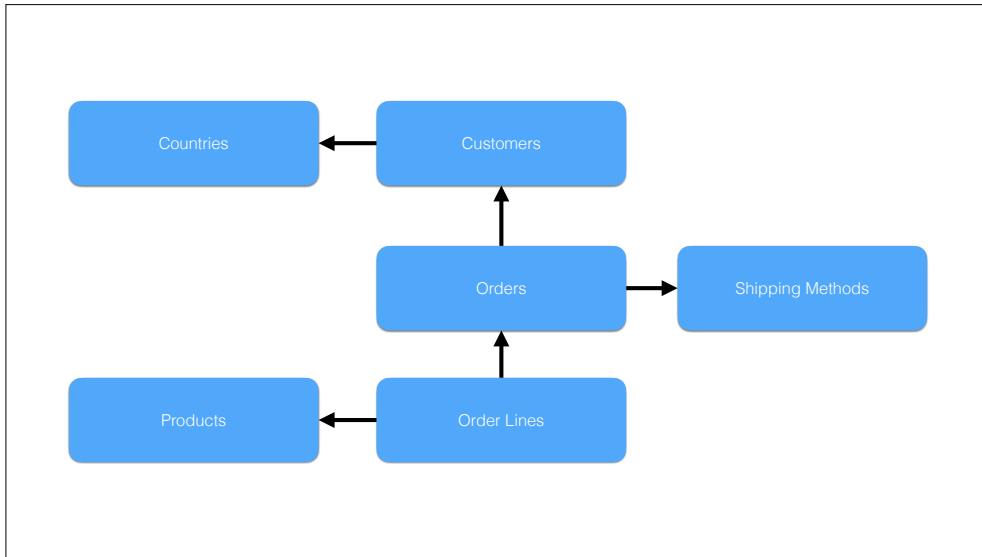 Countries
Customers
Orders
Shipping Methods
Products
Order Lines